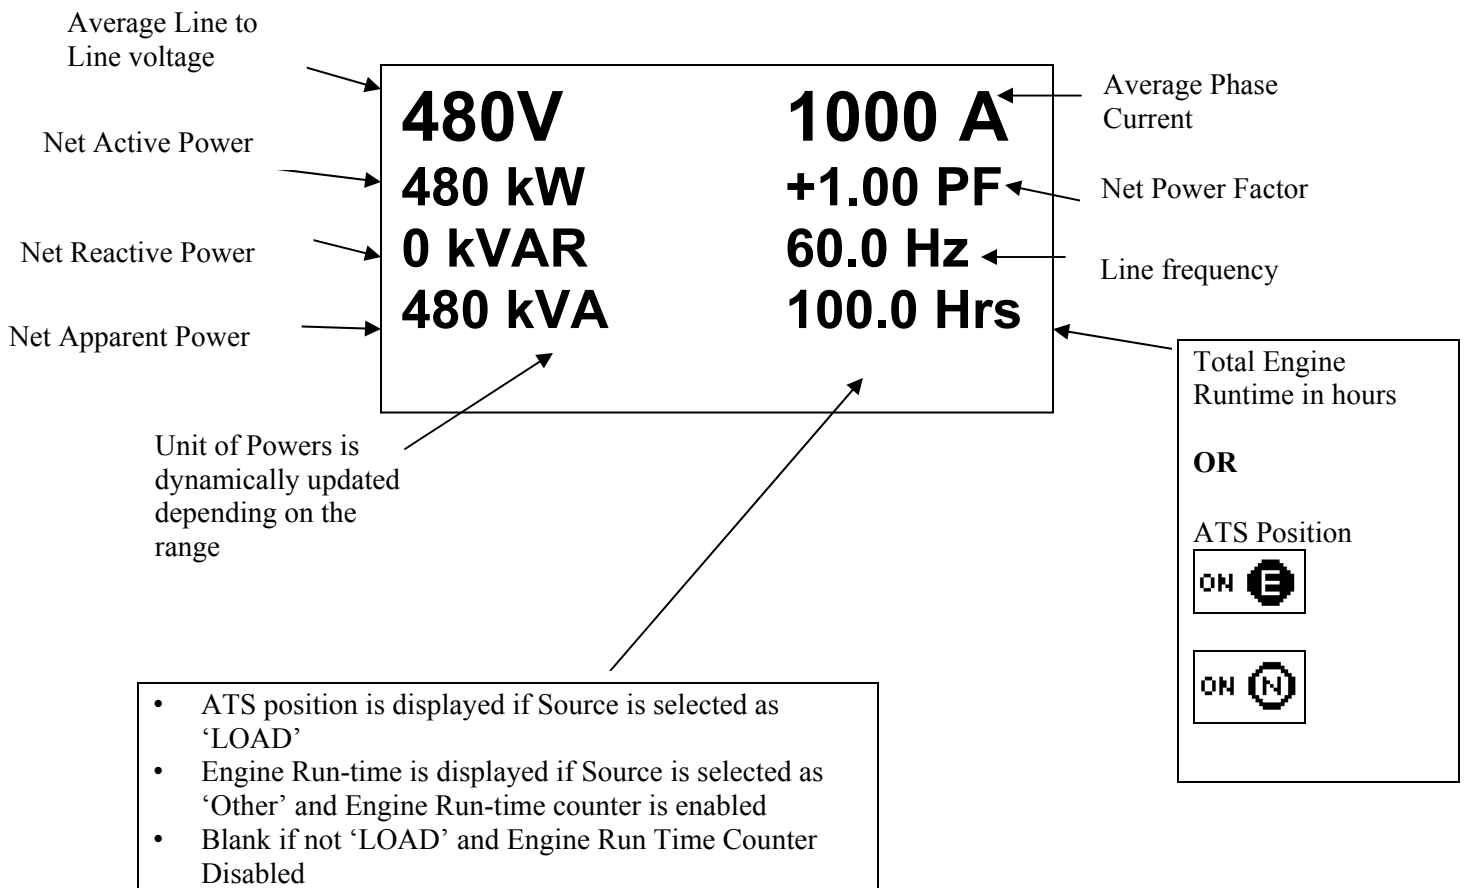 Average Line to
Line voltage
Net Active Power
Net Reactive Power
Net Apparent Power
480V 1000 A
480 kW +1.00 PF
0 kVAR 60.0 Hz
480 kVA 100.0 Hrs
Average Phase
Current
Net Power Factor
Line frequency
Unit of Powers is
dynamically updated
depending on the
range
Total Engine
Runtime in hours
OR
ATS Position
ON E
ON N
• ATS position is displayed if Source is selected as
‘LOAD’
• Engine Run-time is displayed if Source is selected as
‘Other’ and Engine Run-time counter is enabled
• Blank if not ‘LOAD’ and Engine Run Time Counter
Disabled